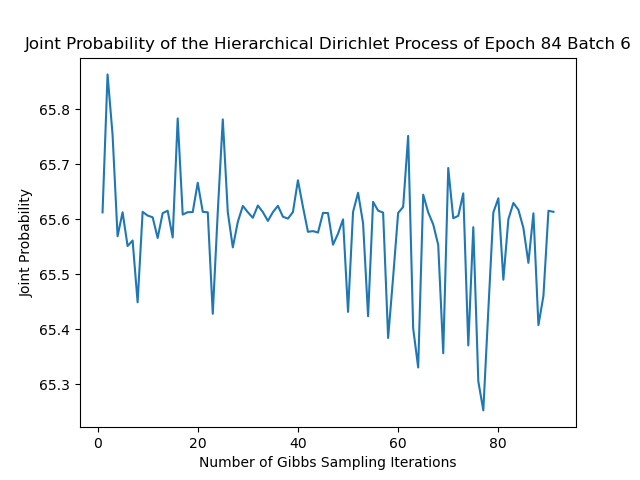 Joint Probability of the Hierarchical Dirichlet Process of Epoch 84 Batch 6
65.8
65.7
65.6
65.5
65.4
65.3
Joint Probability
0 20 40 60 80
Number of Gibbs Sampling Iterations